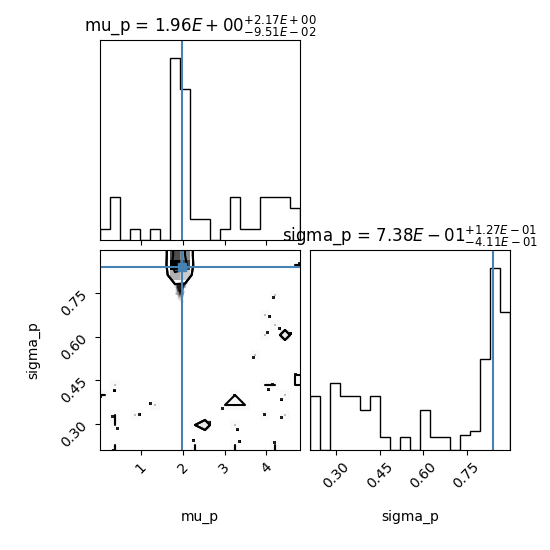 mu_p = 1.96E + 00+2.17E+00−9.51E−02
sigma_p = 7.38E − 01+1.27E−01−4.11E−01
0.75
0.60
0.45
0.30
sigma_p
1 2 3 4
mu_p
0.30 0.45 0.60 0.75
sigma_p